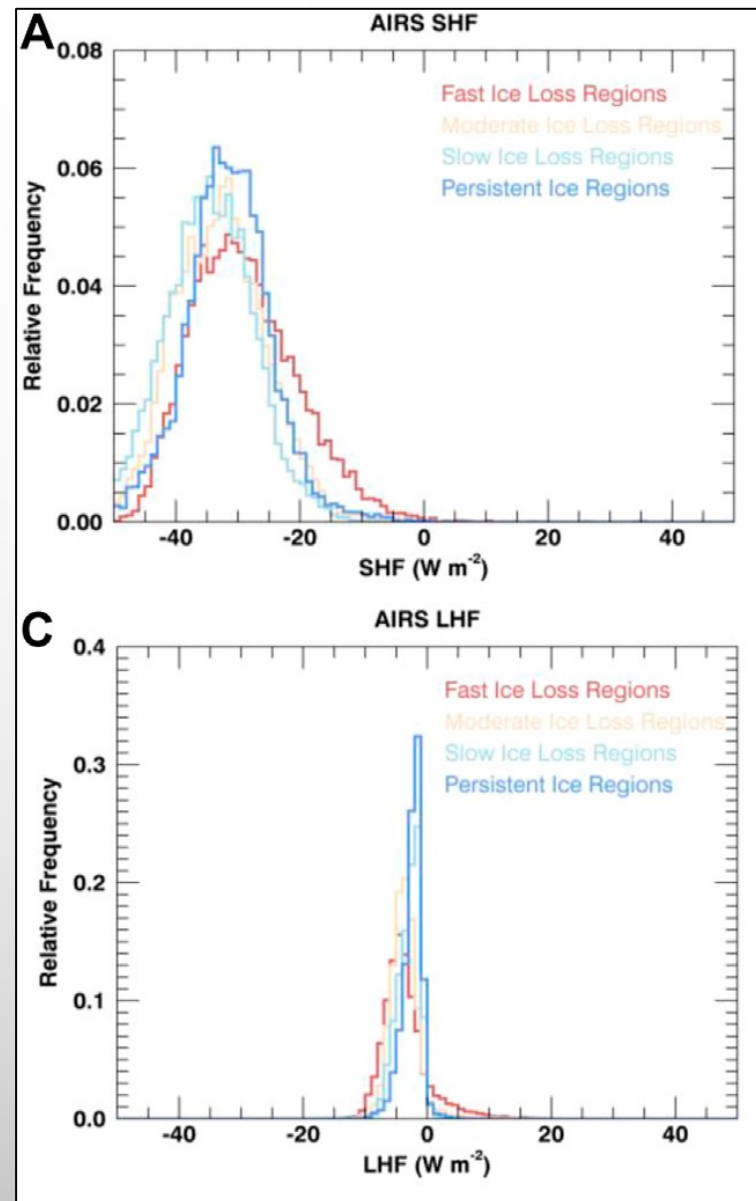 A
AIRS SHF
0.08
0.06
0.04
0.02
0.00
Relative Frequency
Fast Ice Loss Regions
Moderate Ice Loss Regions
Slow Ice Loss Regions
Persistent Ice Regions
-40 -20 0 20 40
SHF (W m⁻²)
C
AIRS LHF
0.4
0.3
0.2
0.1
0.0
Relative Frequency
Fast Ice Loss Regions
Moderate Ice Loss Regions
Slow Ice Loss Regions
Persistent Ice Regions
-40 -20 0 20 40
LHF (W m⁻²)